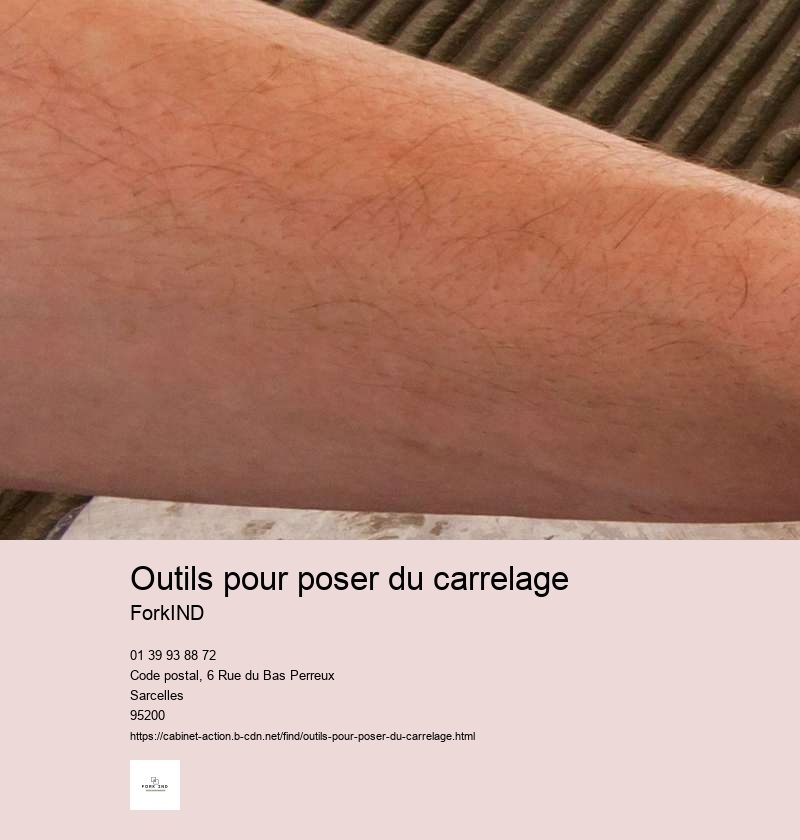 Outils pour poser du carrelage
ForkIND
01 39 93 88 72
Code postal, 6 Rue du Bas Perreux
Sarcelles
95200
https://cabinet-action.b-cdn.net/find/outils-pour-poser-du-carrelage.html
FORK IND